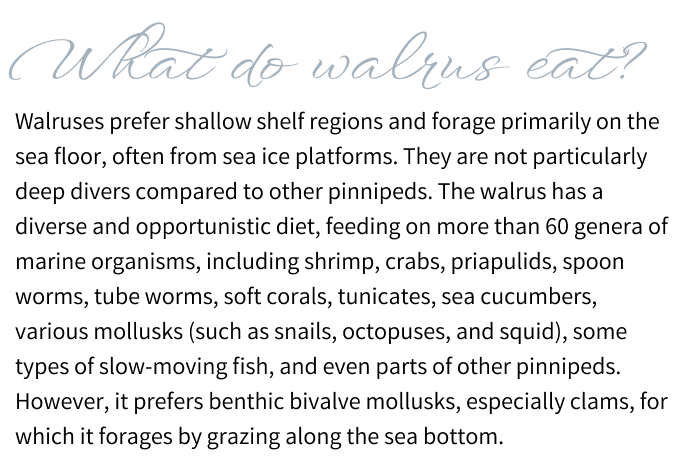 What do walrus eat?
Walruses prefer shallow shelf regions and forage primarily on the
sea floor, often from sea ice platforms. They are not particularly
deep divers compared to other pinnipeds. The walrus has a
diverse and opportunistic diet, feeding on more than 60 genera of
marine organisms, including shrimp, crabs, priapulids, spoon
worms, tube worms, soft corals, tunicates, sea cucumbers,
various mollusks (such as snails, octopuses, and squid), some
types of slow-moving fish, and even parts of other pinnipeds.
However, it prefers benthic bivalve mollusks, especially clams, for
which it forages by grazing along the sea bottom.